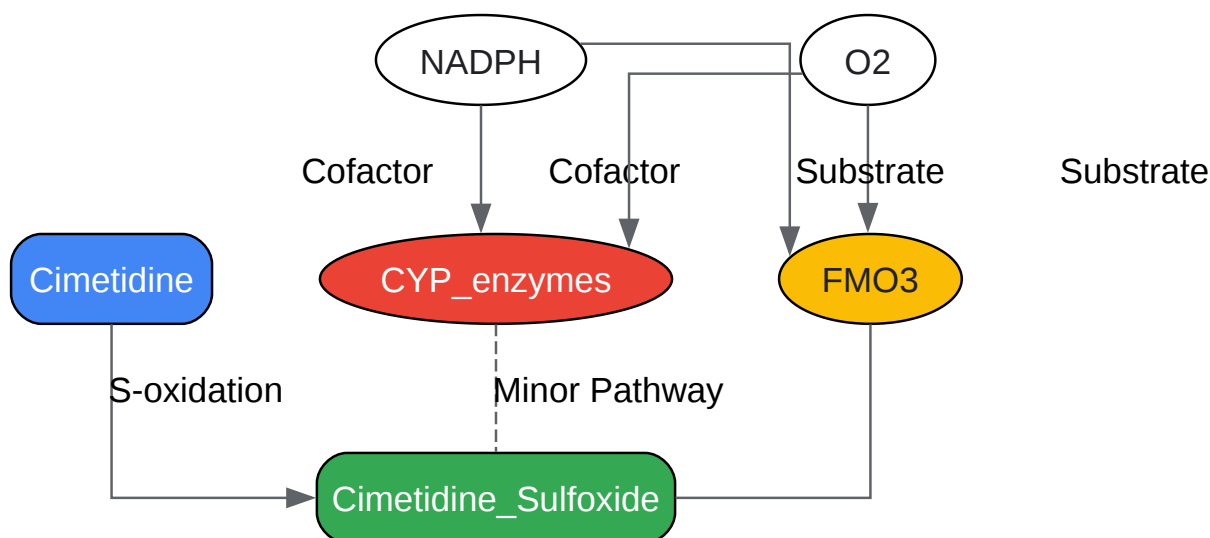 NADPH
O2
Cofactor
Cofactor
Substrate
Substrate
Cimetidine
CYP_enzymes
FMO3
S-oxidation
Minor Pathway
Cimetidine_Sulfoxide